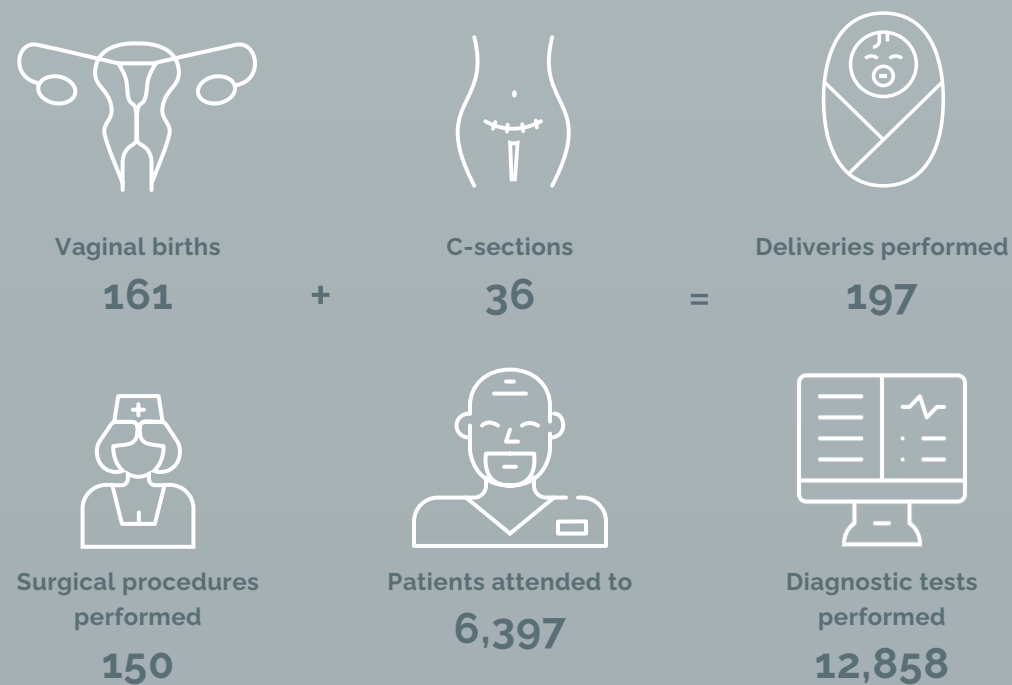 Vaginal births
161
+
C-sections
36
=
Deliveries performed
197
Surgical procedures
performed
150
Patients attended to
6,397
Diagnostic tests
performed
12,858